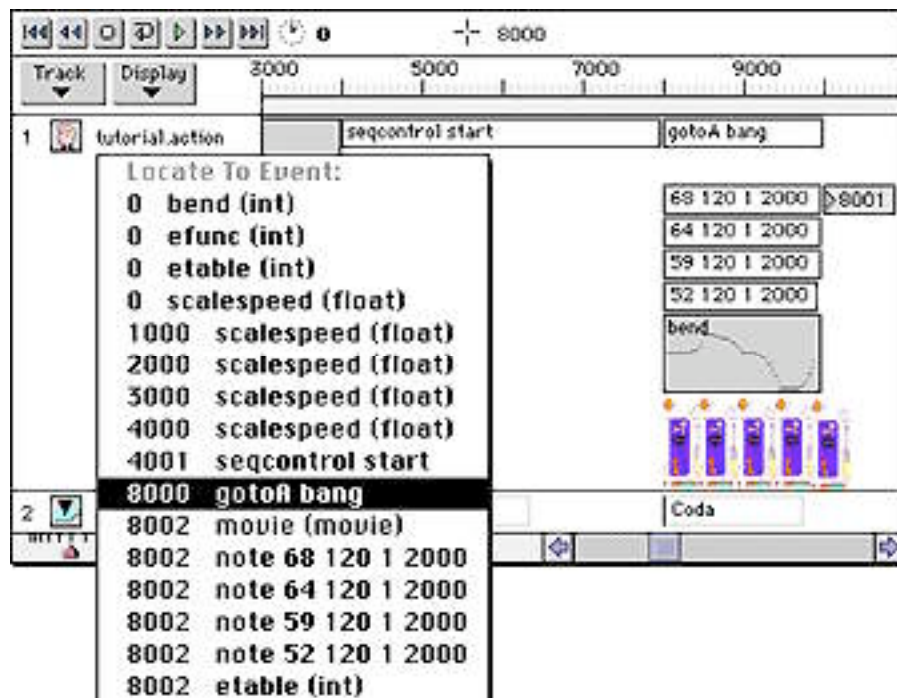 0 8000
Track Display 3000 5000 7000 9000
1 tutorial.action seqcontrol start gotoA bang
Locate To Event:
0 bend (int)
0 efunc (int)
0 etable (int)
0 scalespeed (float)
1000 scalespeed (float)
2000 scalespeed (float)
3000 scalespeed (float)
4000 scalespeed (float)
4001 seqcontrol start
8000 gotoA bang
8002 movie (movie)
8002 note 68 120 1 2000
8002 note 64 120 1 2000
8002 note 59 120 1 2000
8002 note 52 120 1 2000
8002 etable (int)
68 120 1 2000 8001
64 120 1 2000
59 120 1 2000
52 120 1 2000
bend
2 Coda